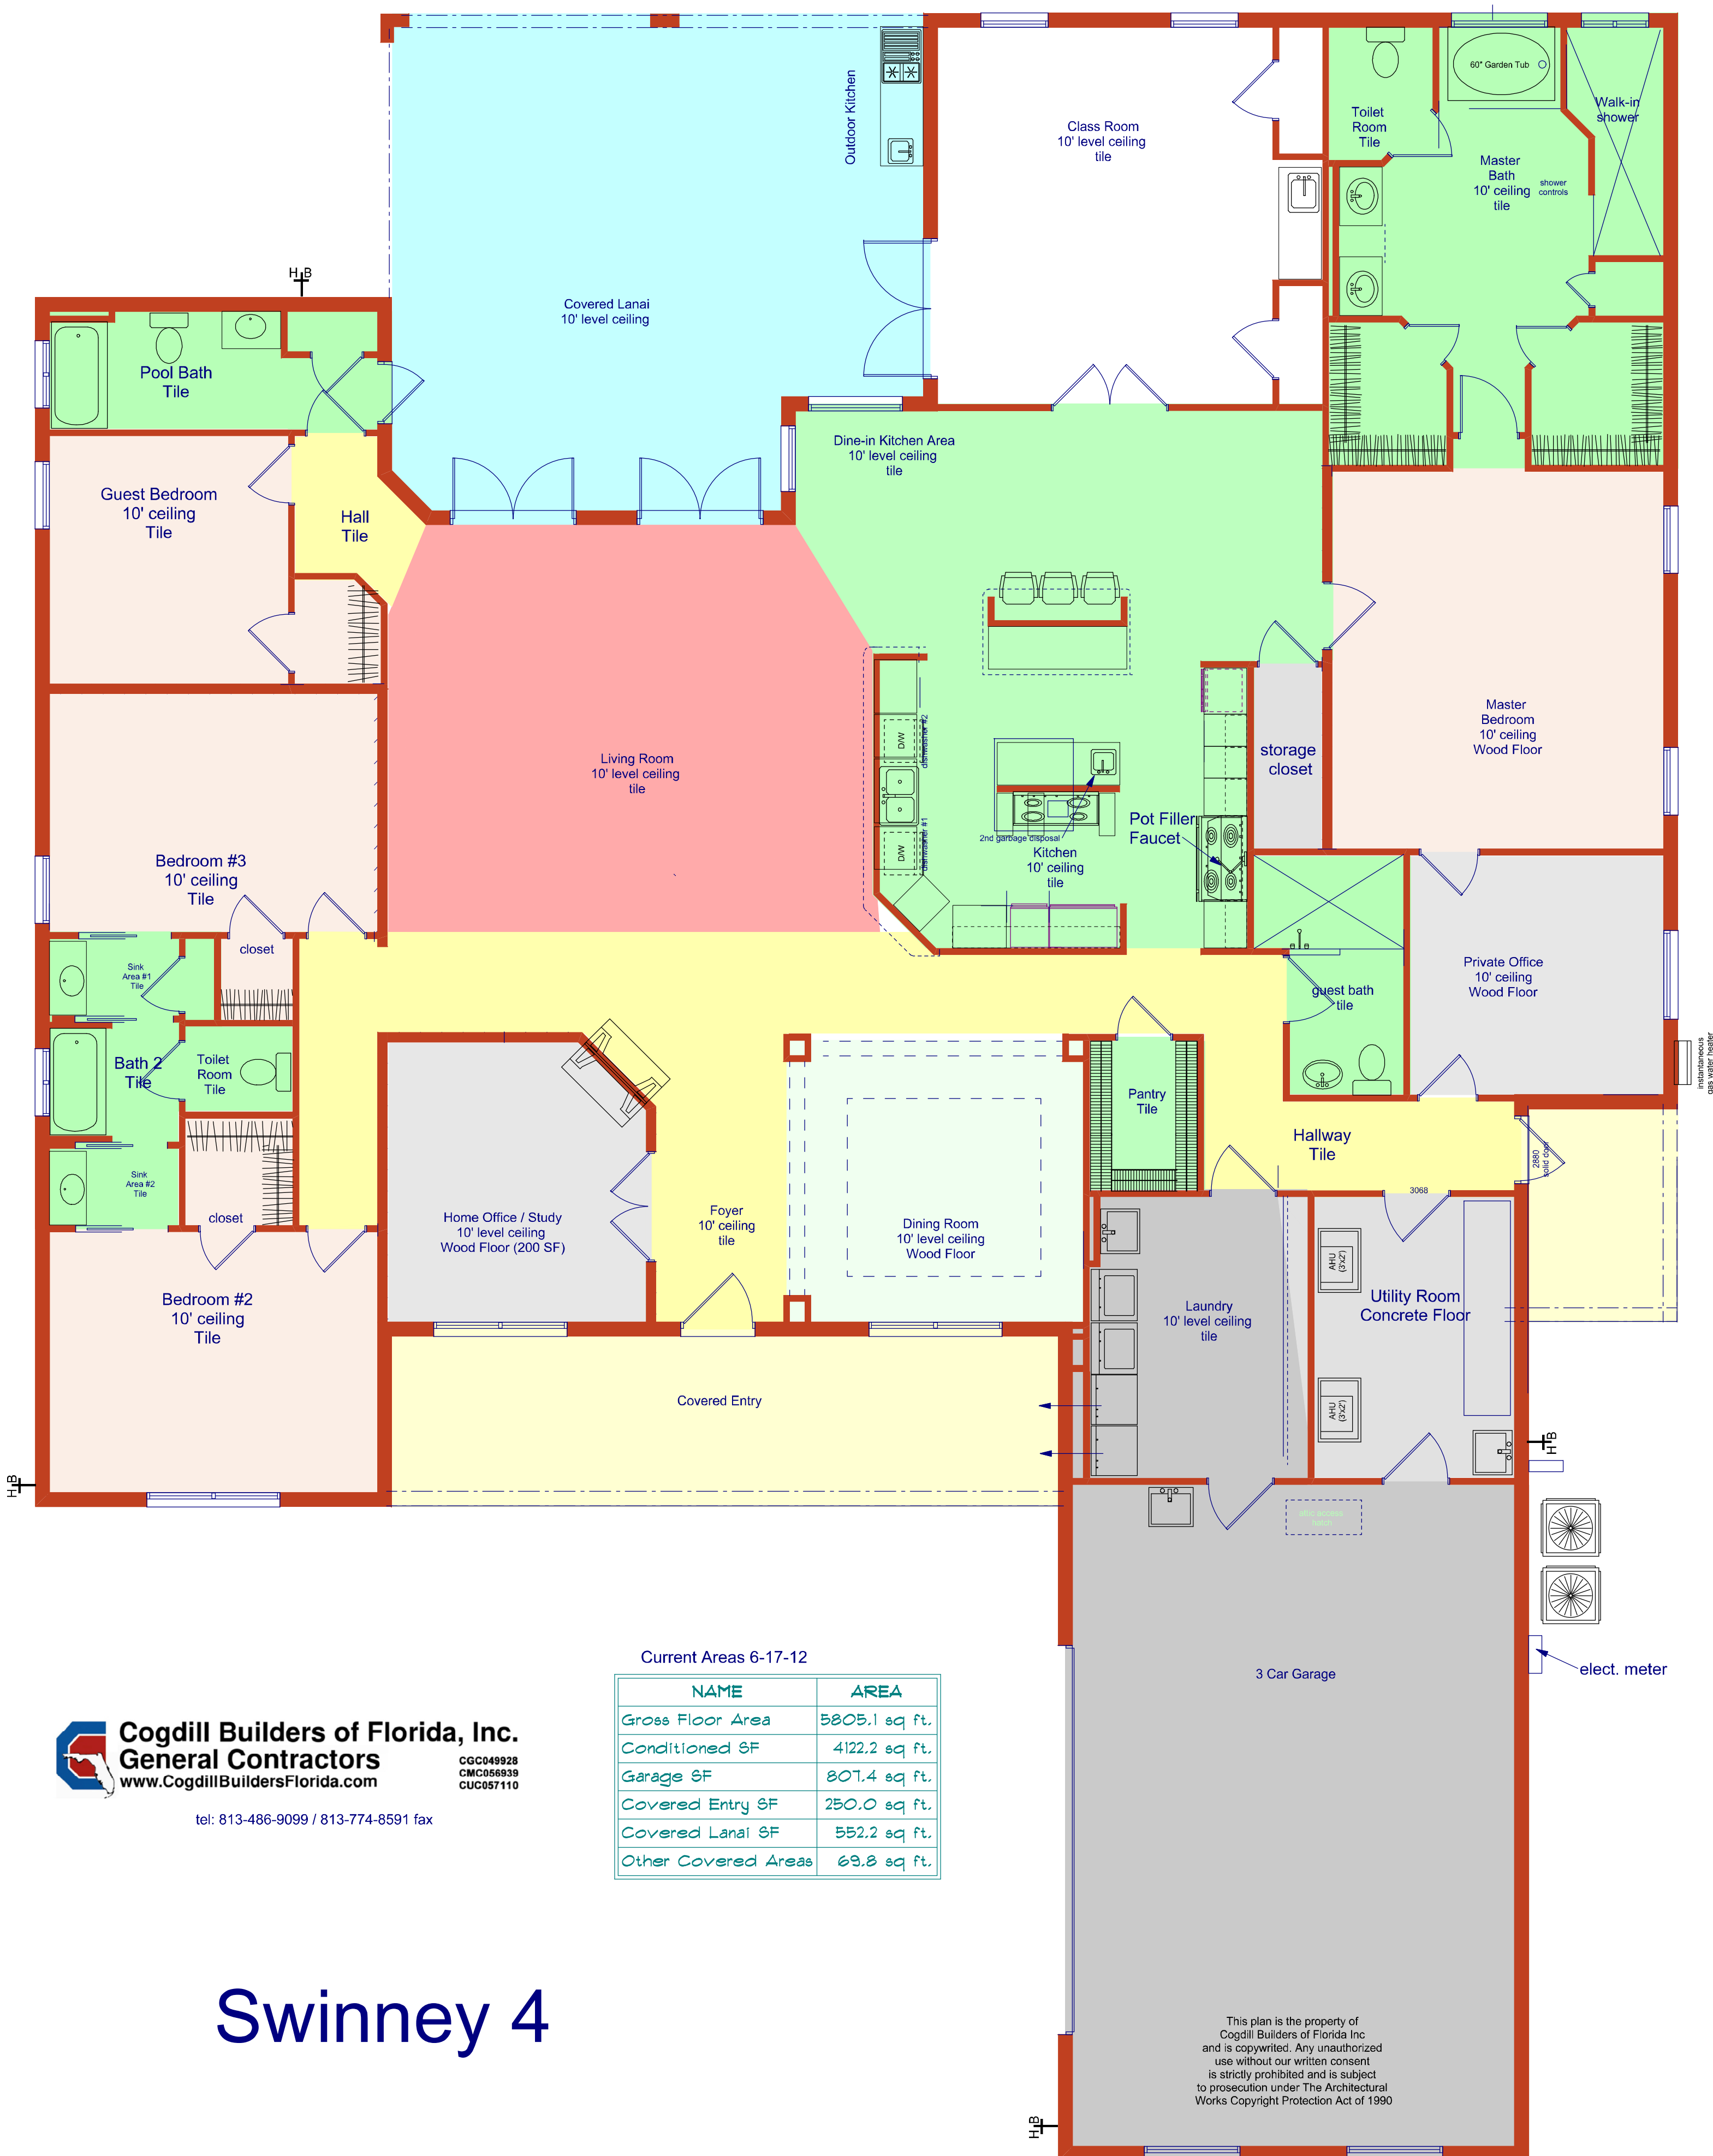 Outdoor Kitchen
Class Room
10' level ceiling
tile
Toilet
Room
Tile
60" Garden Tub
Walk-in
shower
Master
Bath
10' ceiling
tile
shower
controls
H B
Covered Lanai
10' level ceiling
Pool Bath
Tile
Guest Bedroom
10' ceiling
Tile
Hall
Tile
Dine-in Kitchen Area
10' level ceiling
tile
Master
Bedroom
10' ceiling
Wood Floor
Living Room
10' level ceiling
tile
D/W
dishwasher #2
D/W
dishwasher #1
storage
closet
Pot Filler
Faucet
2nd garbage disposal
Kitchen
10' ceiling
tile
Bedroom #3
10' ceiling
Tile
closet
Sink
Area #1
Tile
Bath 2
Tile
Toilet
Room
Tile
Sink
Area #2
Tile
closet
guest bath
tile
Private Office
10' ceiling
Wood Floor
instantaneous
gas water heater
Pantry
Tile
Hallway
Tile
2880
solid door
3068
Home Office / Study
10' level ceiling
Wood Floor (200 SF)
Foyer
10' ceiling
tile
Dining Room
10' level ceiling
Wood Floor
Bedroom #2
10' ceiling
Tile
Laundry
10' level ceiling
tile
AHU
(3'x2')
Utility Room
Concrete Floor
AHU
(3'x2')
Covered Entry
H B
H B
attic access
hatch
3 Car Garage
elect. meter
Current Areas 6-17-12
NAME AREA
Gross Floor Area 5805.1 sq ft.
Conditioned SF 4122.2 sq ft.
Garage SF 807.4 sq ft.
Covered Entry SF 250.0 sq ft.
Covered Lanai SF 552.2 sq ft.
Other Covered Areas 69.8 sq ft.
Cogdill Builders of Florida, Inc.
General Contractors
www.CogdillBuildersFlorida.com
CGC049928
CMC056939
CUC057110
tel: 813-486-9099 / 813-774-8591 fax
Swinney 4
This plan is the property of
Cogdill Builders of Florida Inc
and is copywrited. Any unauthorized
use without our written consent
is strictly prohibited and is subject
to prosecution under The Architectural
Works Copyright Protection Act of 1990
H B